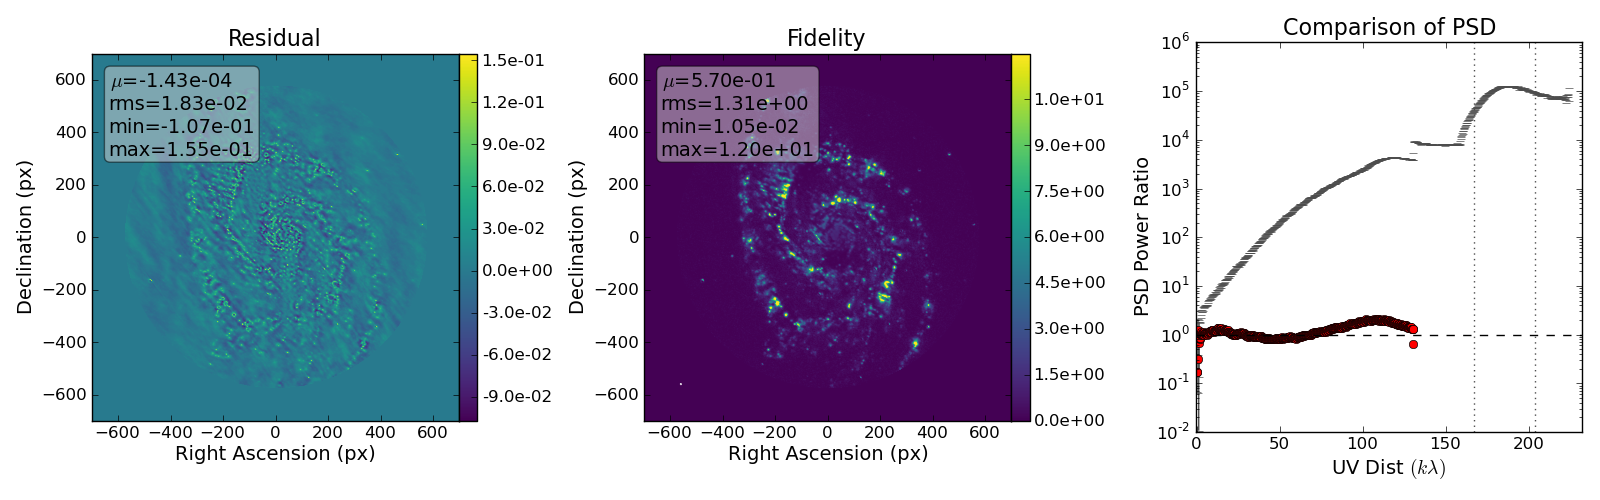 Residual
μ=-1.43e-04
rms=1.83e-02
min=-1.07e-01
max=1.55e-01
600
400
200
0
−200
−400
−600
Declination (px)
−600 −400 −200 0 200 400 600
Right Ascension (px)
1.5e-01
1.2e-01
9.0e-02
6.0e-02
3.0e-02
0.0e+00
-3.0e-02
-6.0e-02
-9.0e-02
Fidelity
μ=5.70e-01
rms=1.31e+00
min=1.05e-02
max=1.20e+01
600
400
200
0
−200
−400
−600
Declination (px)
−600 −400 −200 0 200 400 600
Right Ascension (px)
1.0e+01
9.0e+00
7.5e+00
6.0e+00
4.5e+00
3.0e+00
1.5e+00
0.0e+00
Comparison of PSD
10^6
10^5
10^4
10^3
10^2
10^1
10^0
10^-1
10^-2
PSD Power Ratio
0 50 100 150 200
UV Dist (kλ)